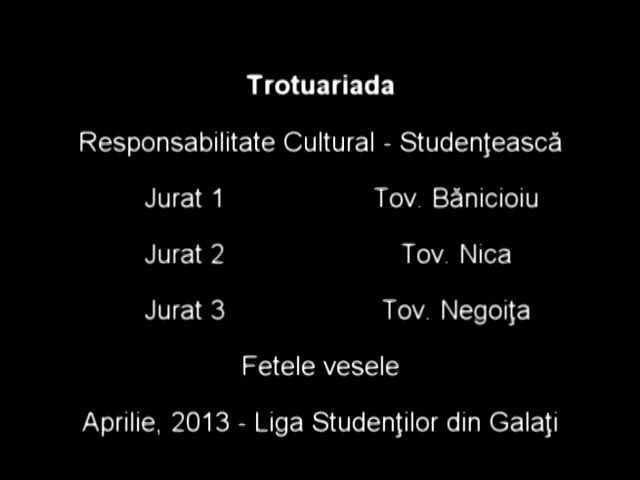 Trotuariada
Responsabilitate Cultural - Studenţească
Jurat 1 Tov. Bănicioiu
Jurat 2 Tov. Nica
Jurat 3 Tov. Negoiţa
Fetele vesele
Aprilie, 2013 - Liga Studenţilor din Galaţi